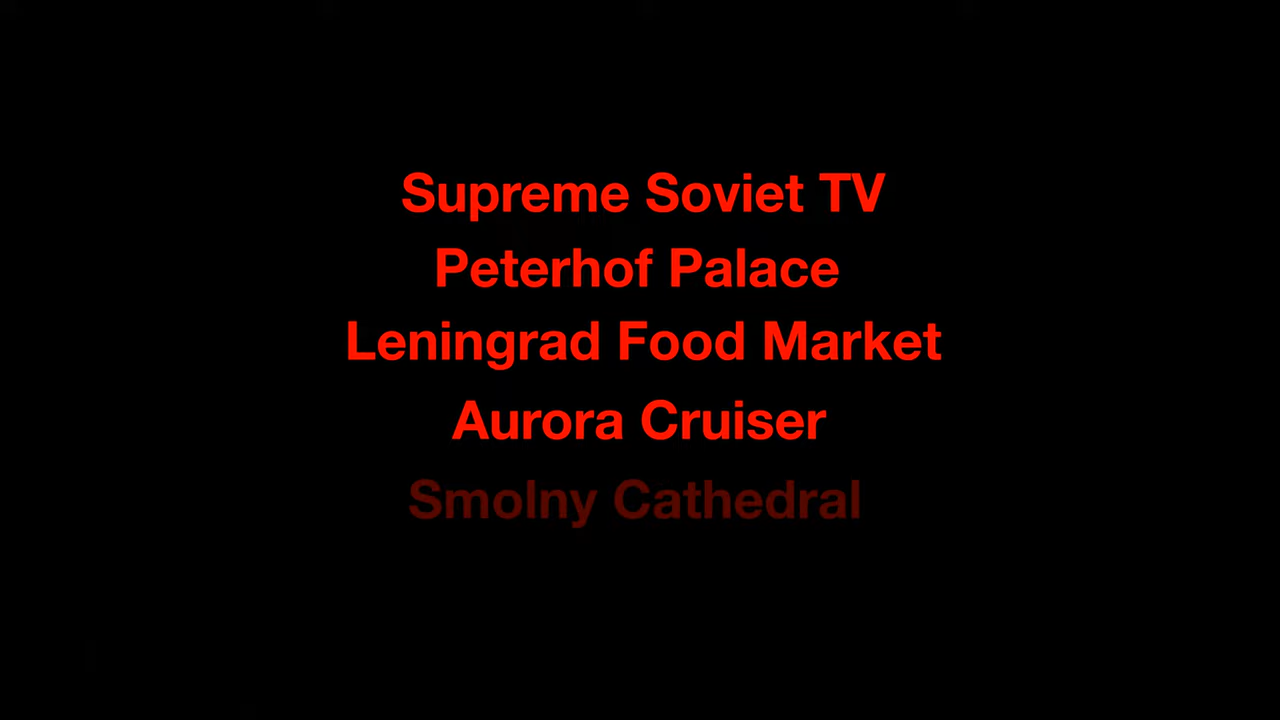 Supreme Soviet TV
Peterhof Palace
Leningrad Food Market
Aurora Cruiser
Smolny Cathedral